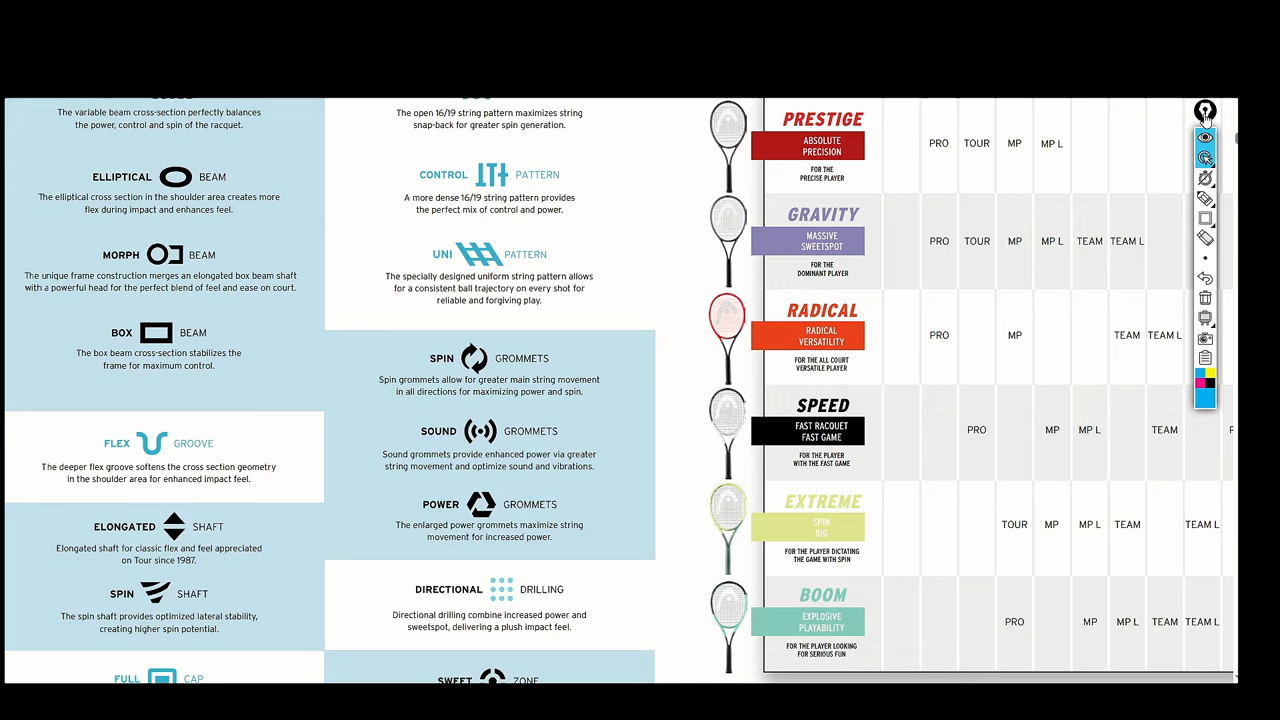 The variable beam cross-section perfectly balances
the power, control and spin of the racquet.
ELLIPTICAL BEAM
The elliptical cross section in the shoulder area creates more
flex during impact and enhances feel.
MORPH BEAM
The unique frame construction merges an elongated box beam shaft
with a powerful head for the perfect blend of feel and ease on court.
BOX BEAM
The box beam cross-section stabilizes the
frame for maximum control.
FLEX GROOVE
The deeper flex groove softens the cross section geometry
in the shoulder area for enhanced impact feel.
ELONGATED SHAFT
Elongated shaft for classic flex and feel appreciated
on Tour since 1987.
SPIN SHAFT
The spin shaft provides optimized lateral stability,
creating higher spin potential.
FULL CAP
The open 16/19 string pattern maximizes string
snap-back for greater spin generation.
CONTROL PATTERN
A more dense 16/19 string pattern provides
the perfect mix of control and power.
UNI PATTERN
The specially designed uniform string pattern allows
for a consistent ball trajectory on every shot for
reliable and forgiving play.
SPIN GROMMETS
Spin grommets allow for greater main string movement
in all directions for maximizing power and spin.
SOUND GROMMETS
Sound grommets provide enhanced power via greater
string movement and optimize sound and vibrations.
POWER GROMMETS
The enlarged power grommets maximize string
movement for increased power.
DIRECTIONAL DRILLING
Directional drilling combine increased power and
sweetspot, delivering a plush impact feel.
SWEET ZONE
PRESTIGE
ABSOLUTE
PRECISION
FOR THE
PRECISE PLAYER
PRO TOUR MP MP L
GRAVITY
MASSIVE
SWEETSPOT
FOR THE
DOMINANT PLAYER
PRO TOUR MP MP L TEAM TEAM L
RADICAL
RADICAL
VERSATILITY
FOR THE ALL COURT
VERSATILE PLAYER
PRO MP TEAM TEAM L
SPEED
FAST RACQUET
FAST GAME
FOR THE PLAYER
WITH THE FAST GAME
PRO MP MP L TEAM
EXTREME
SPIN
BIG
FOR THE PLAYER DICTATING
THE GAME WITH SPIN
TOUR MP MP L TEAM TEAM L
BOOM
EXPLOSIVE
PLAYABILITY
FOR THE PLAYER LOOKING
FOR SERIOUS FUN
PRO MP MP L TEAM TEAM L